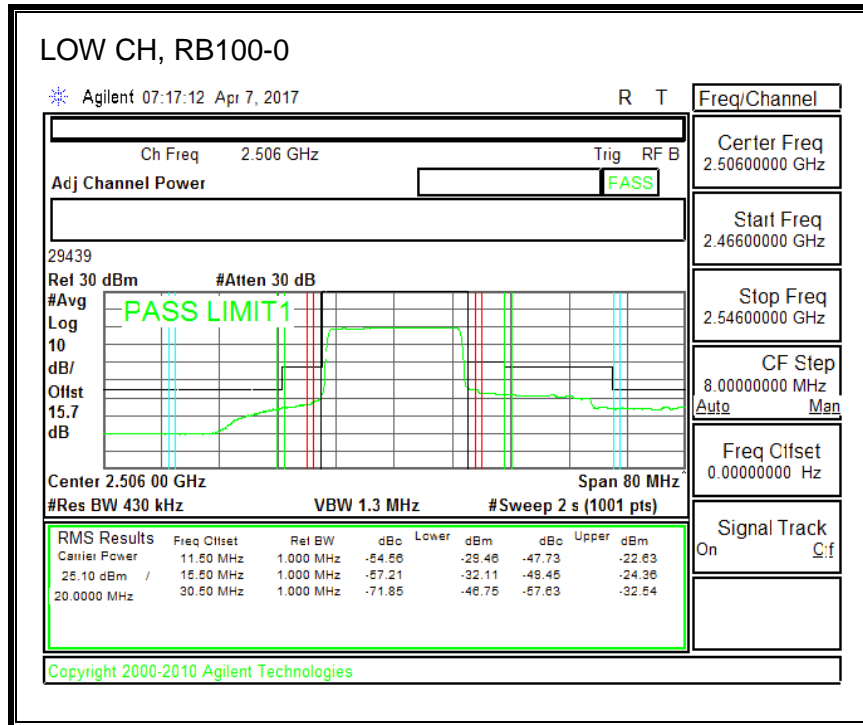 LOW CH, RB100-0
Agilent 07:17:12 Apr 7, 2017 R T
Freq/Channel
Ch Freq 2.506 GHz Trig RF B
Adj Channel Power PASS
Center Freq
2.50600000 GHz
Start Freq
2.46600000 GHz
Stop Freq
2.54600000 GHz
CF Step
8.00000000 MHz
Auto Man
Freq Offset
0.00000000 Hz
Signal Track
On Off
29439
Ref 30 dBm #Atten 30 dB
#Avg
Log
10
dB/
Offst
15.7
dB
PASS LIMIT1
Center 2.506 00 GHz Span 80 MHz
#Res BW 430 kHz VBW 1.3 MHz #Sweep 2 s (1001 pts)
RMS Results Freq Offset Ref BW dBc Lower dBm dBc Upper dBm
Carrier Power 11.50 MHz 1.000 MHz -54.56 -29.46 -47.73 -22.63
25.10 dBm / 15.50 MHz 1.000 MHz -57.21 -32.11 -49.45 -24.36
20.0000 MHz 30.50 MHz 1.000 MHz -71.85 -46.75 -57.63 -32.54
Copyright 2000-2010 Agilent Technologies